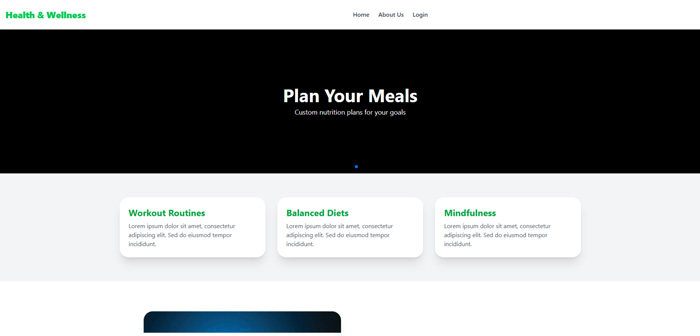 Health & Wellness
Home About Us Login
Plan Your Meals
Custom nutrition plans for your goals
Workout Routines
Lorem ipsum dolor sit amet, consectetur
adipiscing elit. Sed do eiusmod tempor
incididunt.
Balanced Diets
Lorem ipsum dolor sit amet, consectetur
adipiscing elit. Sed do eiusmod tempor
incididunt.
Mindfulness
Lorem ipsum dolor sit amet, consectetur
adipiscing elit. Sed do eiusmod tempor
incididunt.